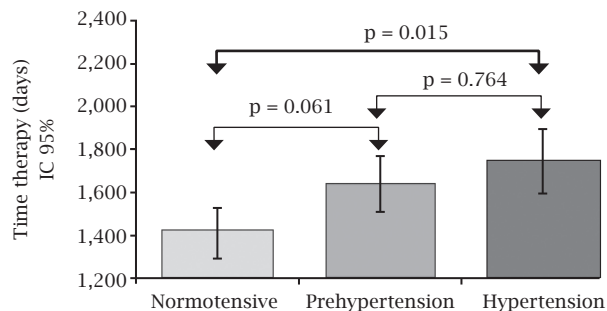 2,400
2,200
2,000
1,800
1,600
1,400
1,200
Time therapy (days)
IC 95%
p = 0.015
p = 0.764
p = 0.061
Normotensive Prehypertension Hypertension